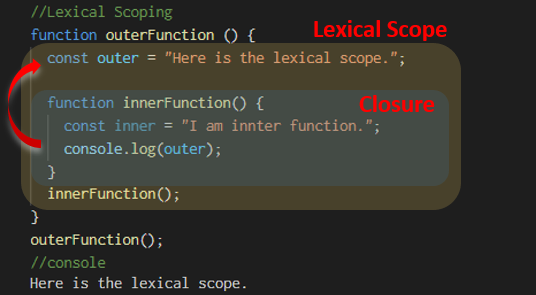 //Lexical Scoping
function outerFunction () {
Lexical Scope
const outer = "Here is the lexical scope.";
function innerFunction() {
Closure
const inner = "I am innter function.";
console.log(outer);
}
innerFunction();
}
outerFunction();
//console
Here is the lexical scope.